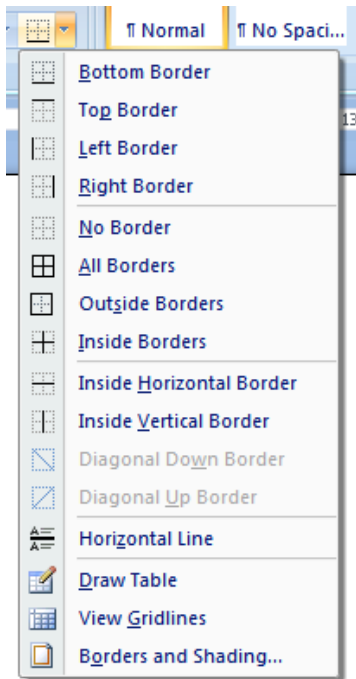 ¶ Normal ¶ No Spaci...
Bottom Border
Top Border
13
Left Border
Right Border
No Border
All Borders
Outside Borders
Inside Borders
Inside Horizontal Border
Inside Vertical Border
Diagonal Down Border
Diagonal Up Border
Horizontal Line
Draw Table
View Gridlines
Borders and Shading...